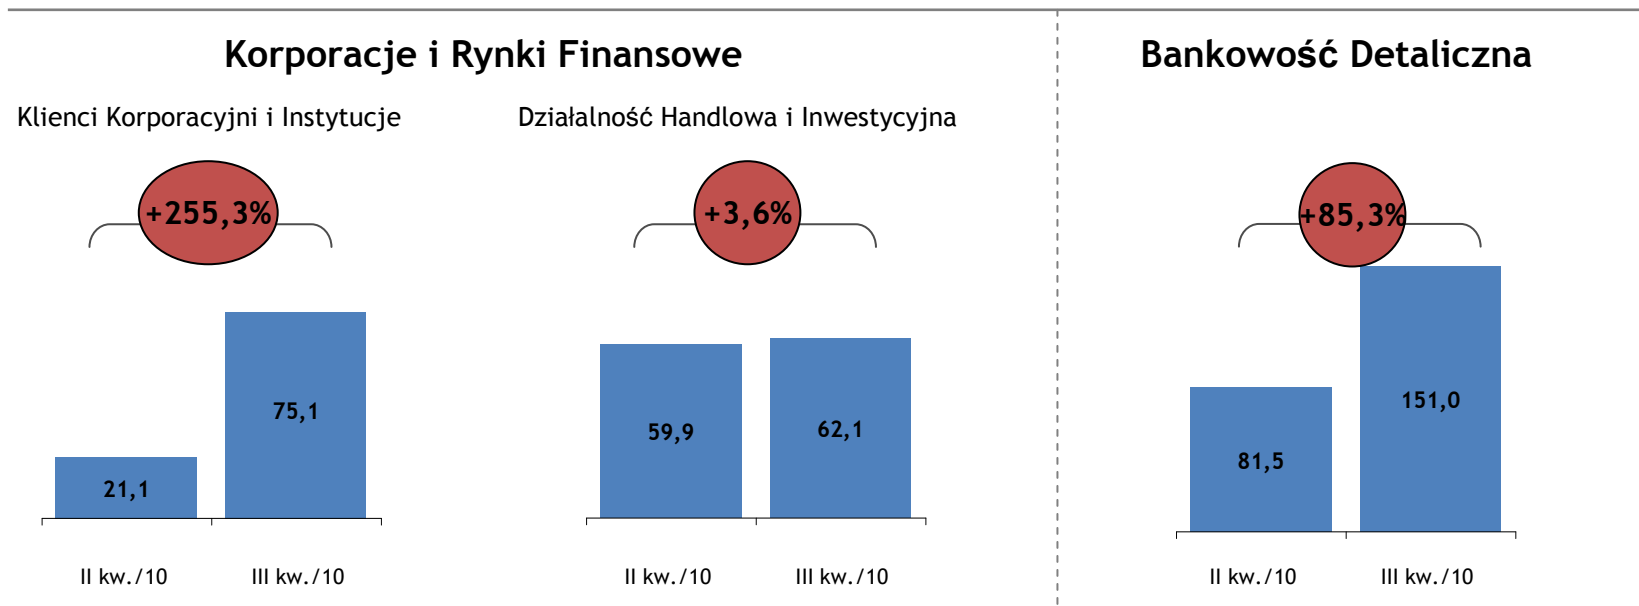 Korporacje i Rynki Finansowe
Klienci Korporacyjni i Instytucje
+255,3%
75,1
21,1
II kw./10
III kw./10
Działalność Handlowa i Inwestycyjna
+3,6%
59,9
62,1
II kw./10
III kw./10
Bankowość Detaliczna
+85,3%
151,0
81,5
II kw./10
III kw./10